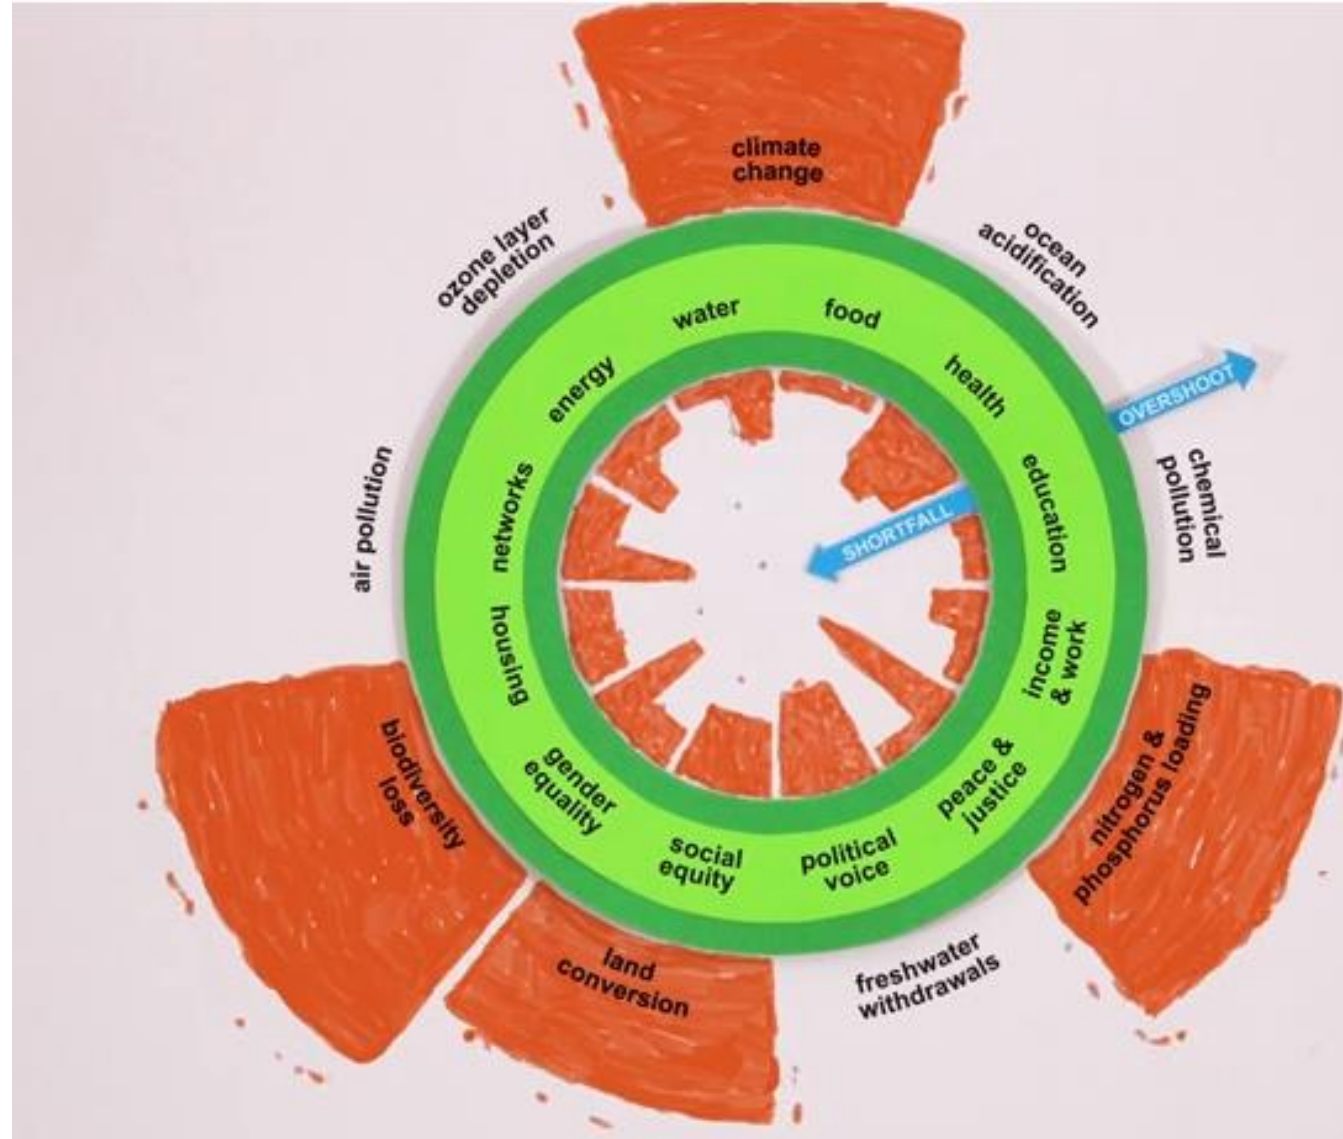 climate
change
ozone layer
depletion
ocean
acidification
water
food
energy
health
OVERSHOOT
air pollution
networks
education
chemical
pollution
SHORTFALL
housing
income
& work
biodiversity
loss
nitrogen &
phosphorus loading
gender
equality
peace &
justice
social
equity
political
voice
land
conversion
freshwater
withdrawals